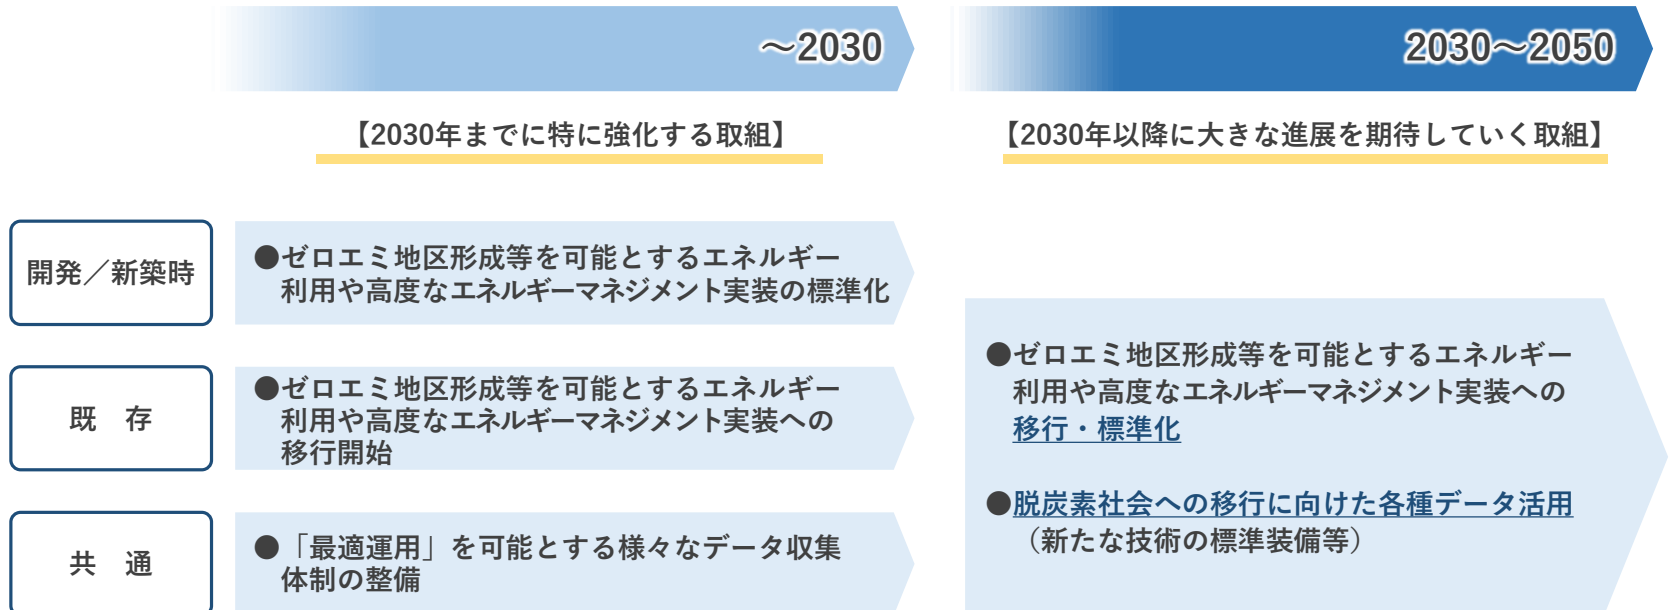 ～2030
2030～2050
【2030年までに特に強化する取組】
【2030年以降に大きな進展を期待していく取組】
開発／新築時
●ゼロエミ地区形成等を可能とするエネルギー
利用や高度なエネルギーマネジメント実装の標準化
既　存
●ゼロエミ地区形成等を可能とするエネルギー
利用や高度なエネルギーマネジメント実装への
移行開始
共　通
●「最適運用」を可能とする様々なデータ収集
体制の整備
●ゼロエミ地区形成等を可能とするエネルギー
利用や高度なエネルギーマネジメント実装への
移行・標準化
●脱炭素社会への移行に向けた各種データ活用
（新たな技術の標準装備等）